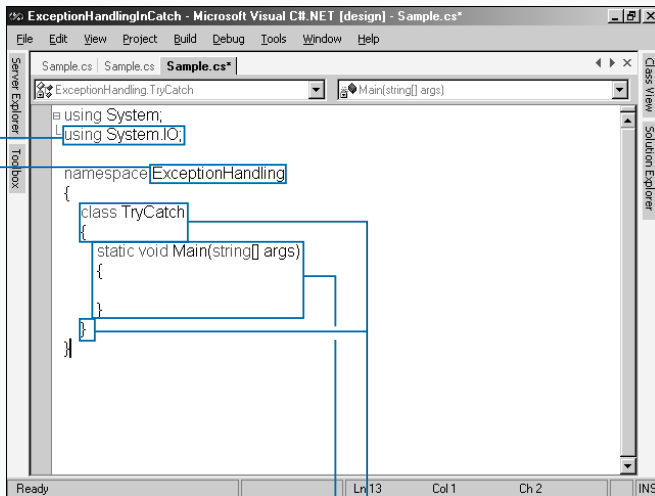 ExceptionHandlingInCatch - Microsoft Visual C#.NET [design] - Sample.cs*
File Edit View Project Build Debug Tools Window Help
Sample.cs Sample.cs Sample.cs*
ExceptionHandling.TryCatch Main(string[] args)
Server Explorer
Toolbox
Class View
Solution Explorer
using System;
using System.IO;
namespace ExceptionHandling
{
class TryCatch
{
static void Main(string[] args)
{
}
}
}
Ready Ln 13 Col 1 Ch 2 INS